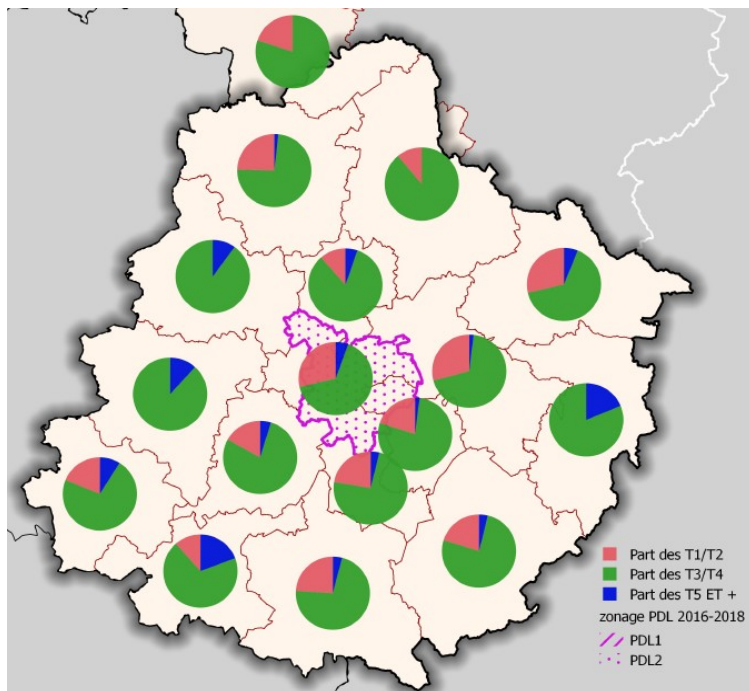 Part des T1/T2
Part des T3/T4
Part des T5 ET +
zonage PDL 2016-2018
PDL1
PDL2